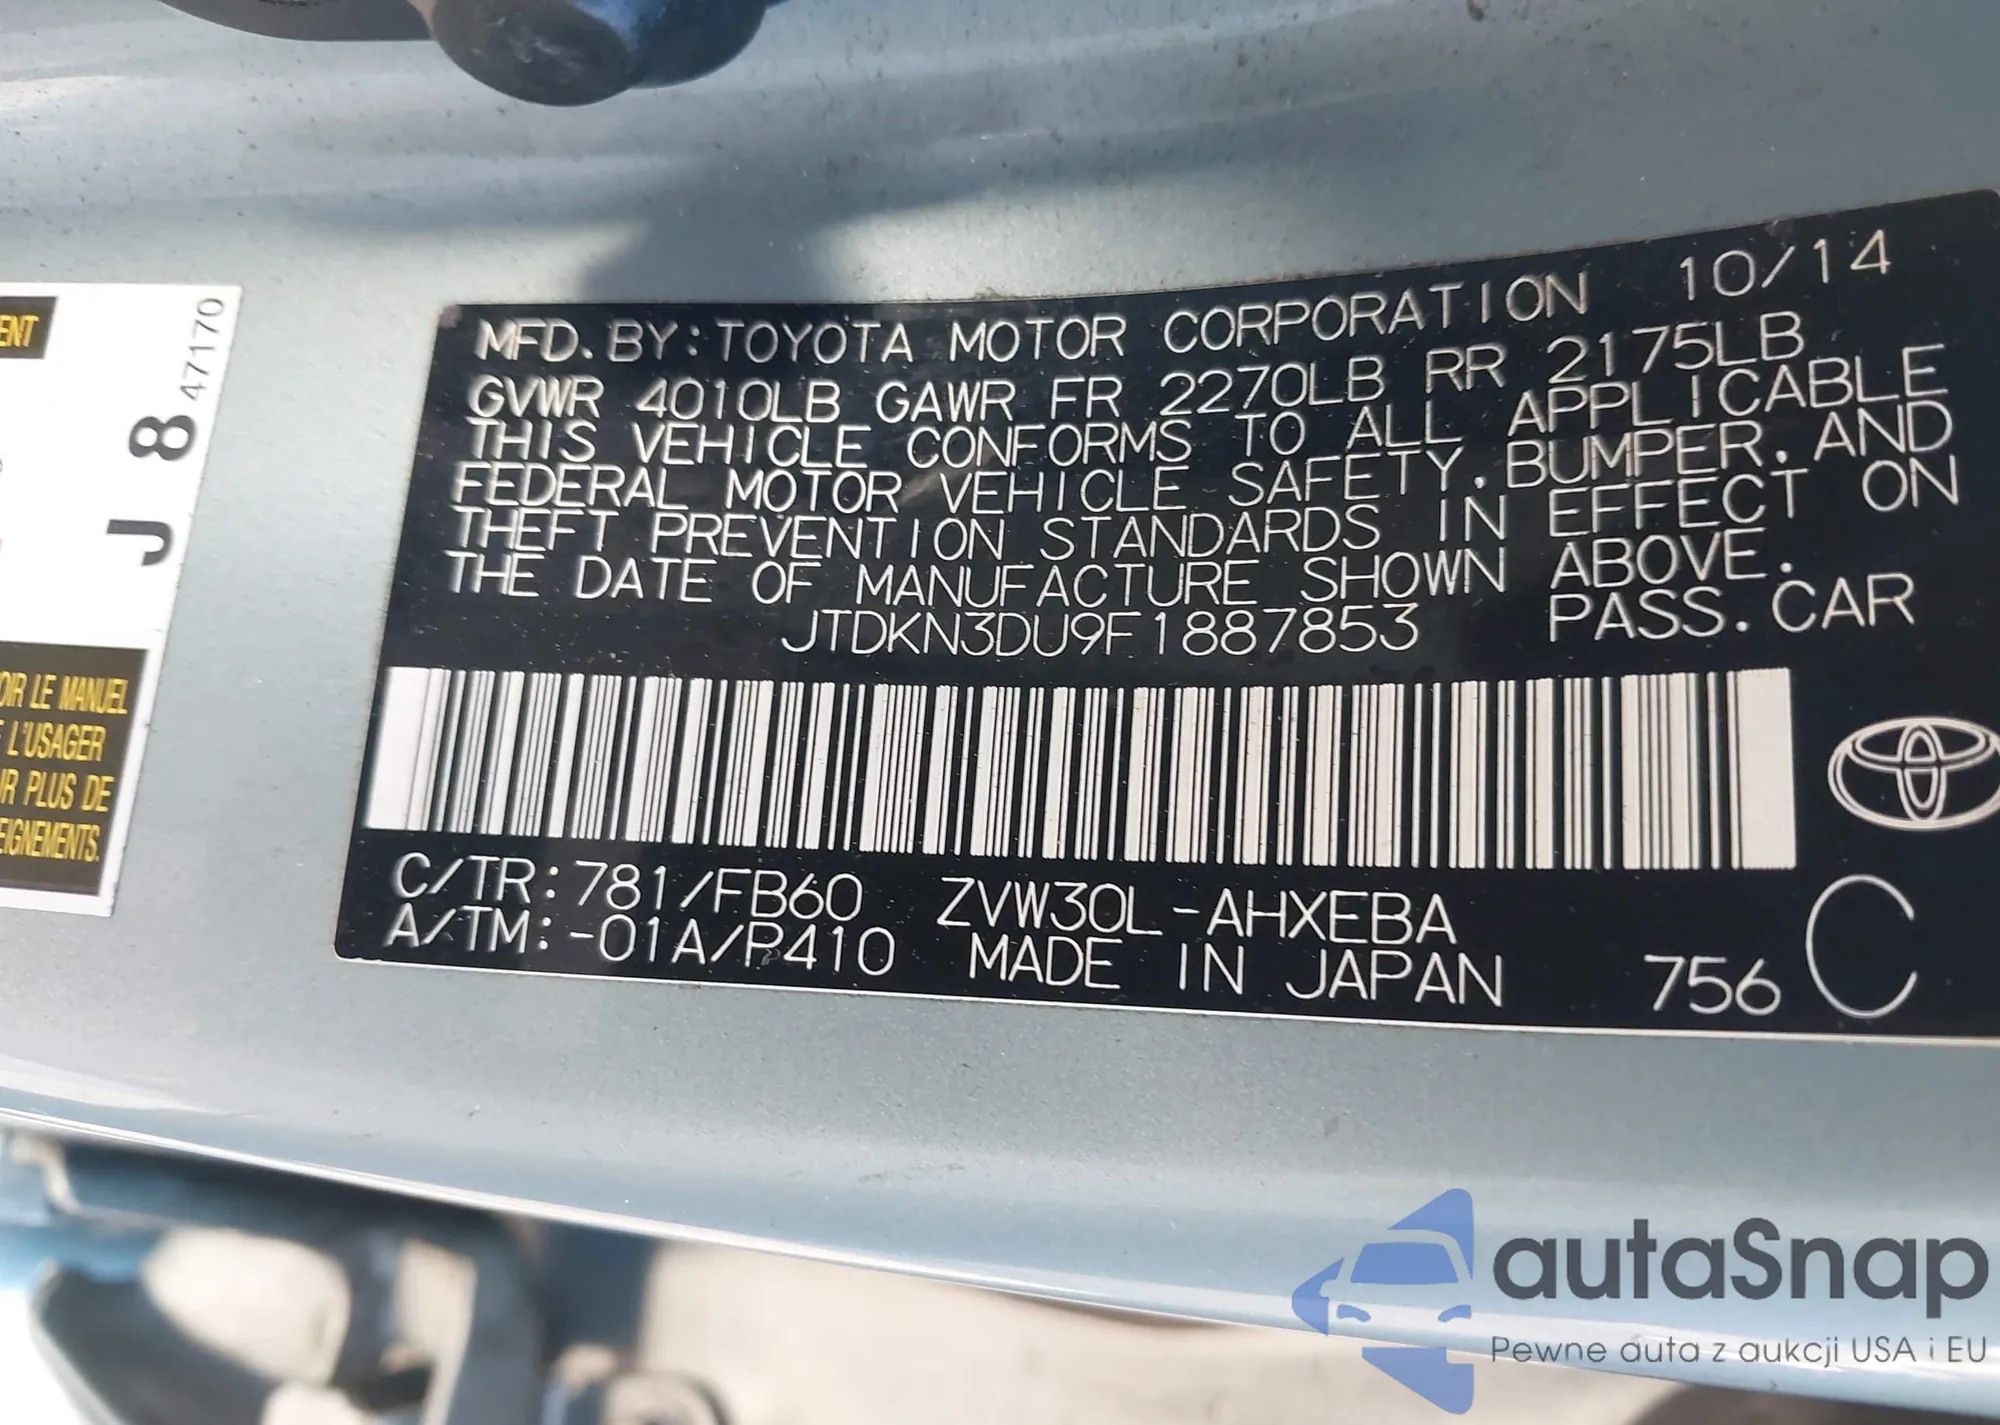 ENT
J 8 47170
OIR LE MANUEL
L'USAGER
R PLUS DE
EIGNEMENTS.
MFD. BY: TOYOTA MOTOR CORPORATION 10/14
GVWR 4010LB GAWR FR 2270LB RR 2175LB
THIS VEHICLE CONFORMS TO ALL APPLICABLE
FEDERAL MOTOR VEHICLE SAFETY, BUMPER, AND
THEFT PREVENTION STANDARDS IN EFFECT ON
THE DATE OF MANUFACTURE SHOWN ABOVE.
JTDKN3DU9F1887853 PASS. CAR
C/TR: 781/FB60 ZVW30L-AHXEBA
A/TM: -01A/P410 MADE IN JAPAN 756 C
autaSnap
Pewne auta z aukcji USA i EU